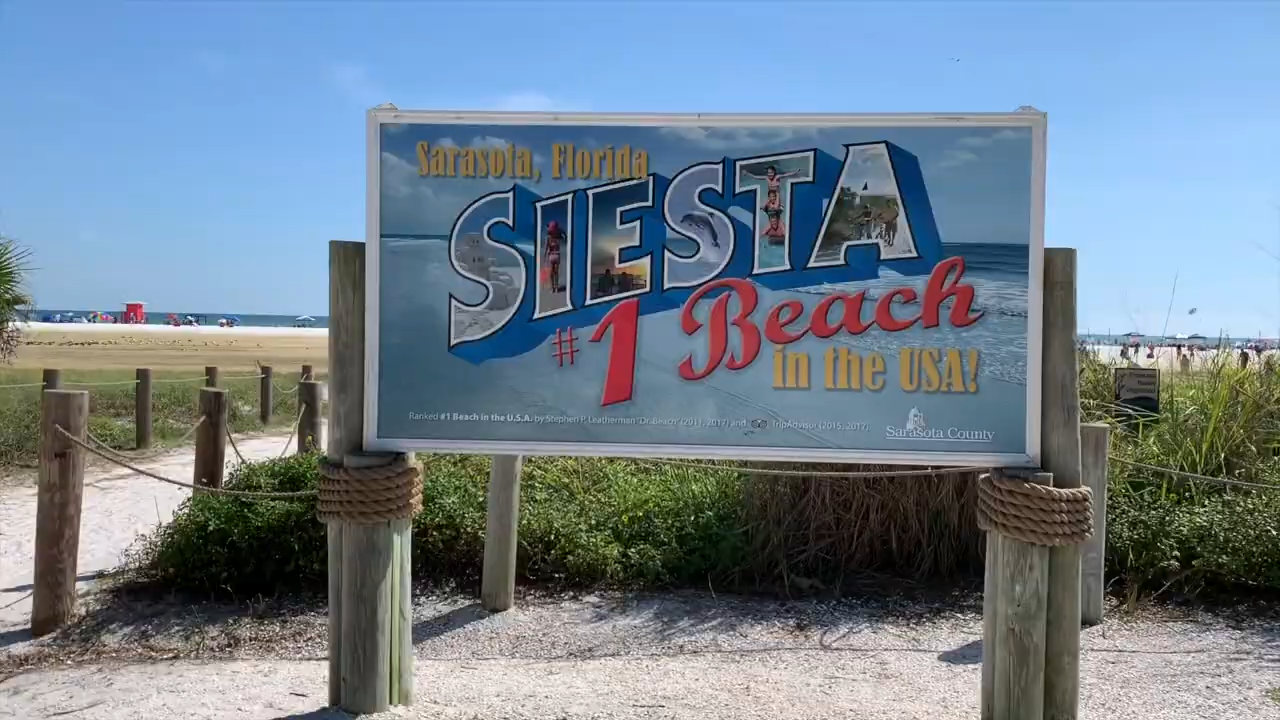 Sarasota, Florida
SIESTA
#1 Beach
in the USA!
Ranked #1 Beach in the U.S.A. by Stephen P. Leatherman "Dr. Beach" (2011, 2017) and TripAdvisor (2015, 2017).
Sarasota County